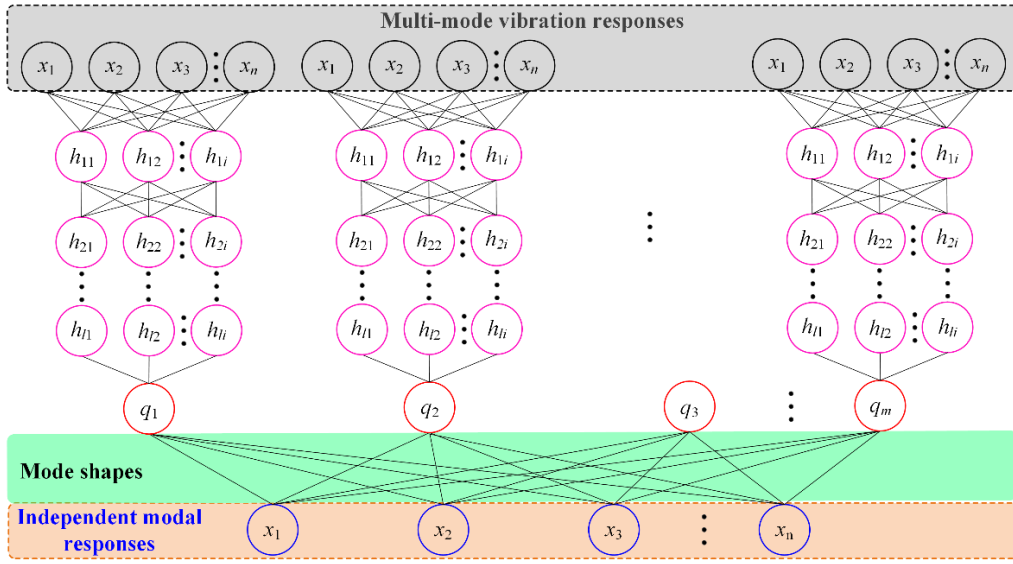 Multi-mode vibration responses
x₁ x₂ x₃ ⋮ xₙ x₁ x₂ x₃ ⋮ xₙ x₁ x₂ x₃ ⋮ xₙ
h₁₁ h₁₂ ⋮ h₁ᵢ h₁₁ h₁₂ ⋮ h₁ᵢ h₁₁ h₁₂ ⋮ h₁ᵢ
h₂₁ h₂₂ ⋮ h₂ᵢ h₂₁ h₂₂ ⋮ h₂ᵢ ⋮ h₂₁ h₂₂ ⋮ h₂ᵢ
⋮ ⋮ ⋮ ⋮ ⋮ ⋮ ⋮ ⋮ ⋮
hₗ₁ hₗ₂ ⋮ hₗᵢ hₗ₁ hₗ₂ ⋮ hₗᵢ hₗ₁ hₗ₂ ⋮ hₗᵢ
q₁ q₂ q₃ ⋮ qₘ
Mode shapes
Independent modal
responses
x₁ x₂ x₃ ⋮ xₙ